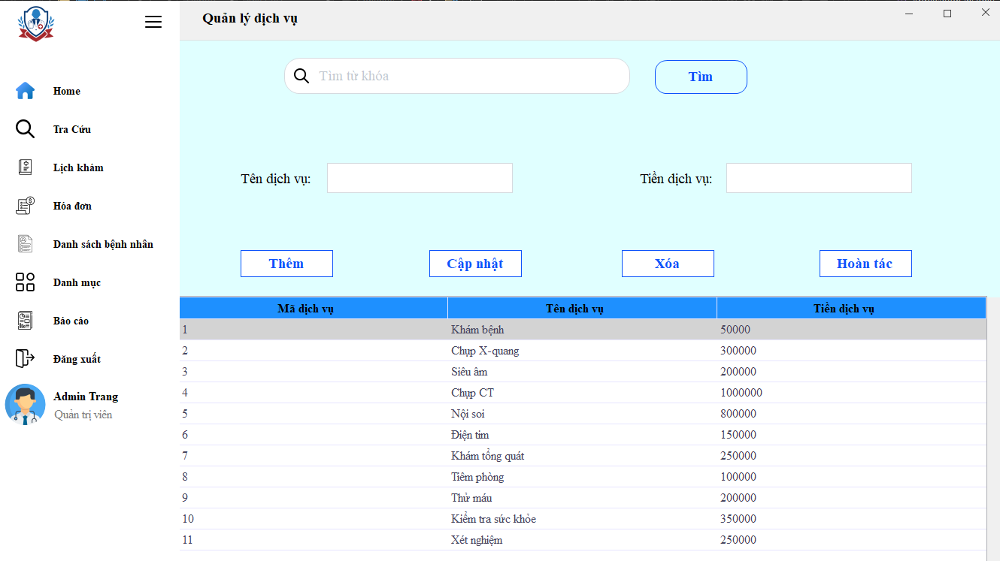 Quản lý dịch vụ
Tìm từ khóa
Tìm
Home
Tra Cứu
Lịch khám
Hóa đơn
Danh sách bệnh nhân
Danh mục
Báo cáo
Đăng xuất
Admin Trang
Quản trị viên
Tên dịch vụ:
Tiền dịch vụ:
Thêm Cập nhật Xóa Hoàn tác
Mã dịch vụ Tên dịch vụ Tiền dịch vụ
1 Khám bệnh 50000
2 Chụp X-quang 300000
3 Siêu âm 200000
4 Chụp CT 1000000
5 Nội soi 800000
6 Điện tim 150000
7 Khám tổng quát 250000
8 Tiêm phòng 100000
9 Thử máu 200000
10 Kiểm tra sức khỏe 350000
11 Xét nghiệm 250000